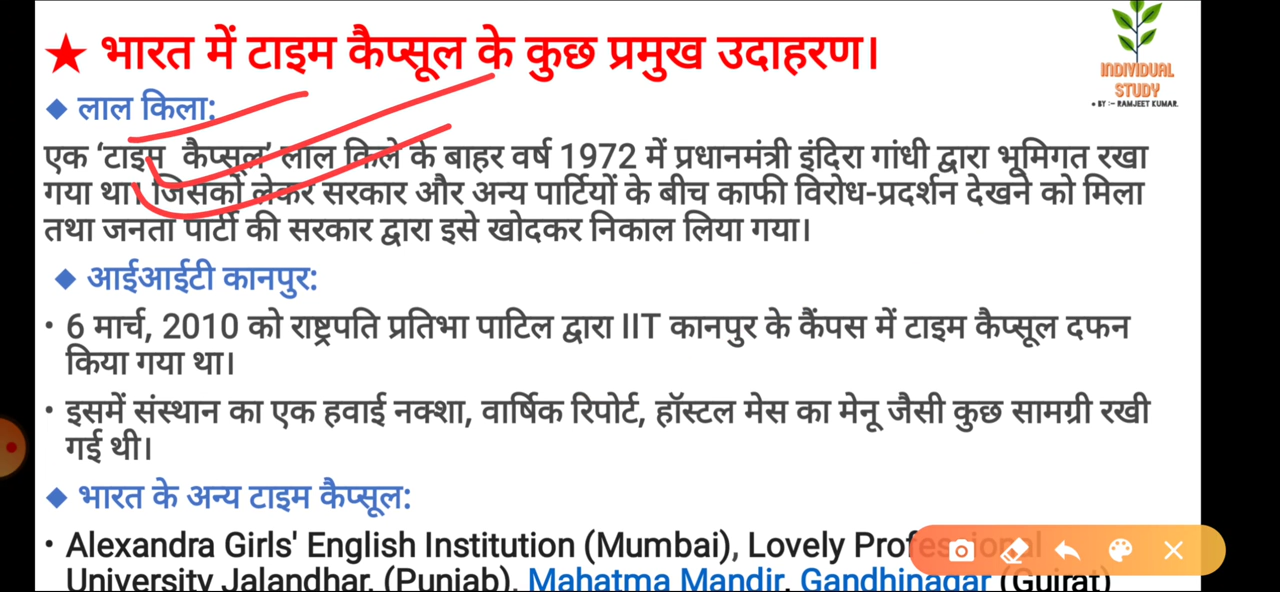 ★ भारत में टाइम कैप्सूल के कुछ प्रमुख उदाहरण।
INDIVIDUAL
STUDY
• BY :- RAMJEET KUMAR.
◆ लाल किला:
एक ‘टाइम कैप्सूल’ लाल किले के बाहर वर्ष 1972 में प्रधानमंत्री इंदिरा गांधी द्वारा भूमिगत रखा
गया था। जिसको लेकर सरकार और अन्य पार्टियों के बीच काफी विरोध-प्रदर्शन देखने को मिला
तथा जनता पार्टी की सरकार द्वारा इसे खोदकर निकाल लिया गया।
◆ आईआईटी कानपुर:
• 6 मार्च, 2010 को राष्ट्रपति प्रतिभा पाटिल द्वारा IIT कानपुर के कैंपस में टाइम कैप्सूल दफन
किया गया था।
• इसमें संस्थान का एक हवाई नक्शा, वार्षिक रिपोर्ट, हॉस्टल मेस का मेनू जैसी कुछ सामग्री रखी
गई थी।
◆ भारत के अन्य टाइम कैप्सूल:
• Alexandra Girls' English Institution (Mumbai), Lovely Professional
University Jalandhar, (Punjab), Mahatma Mandir, Gandhinagar (Gujrat)